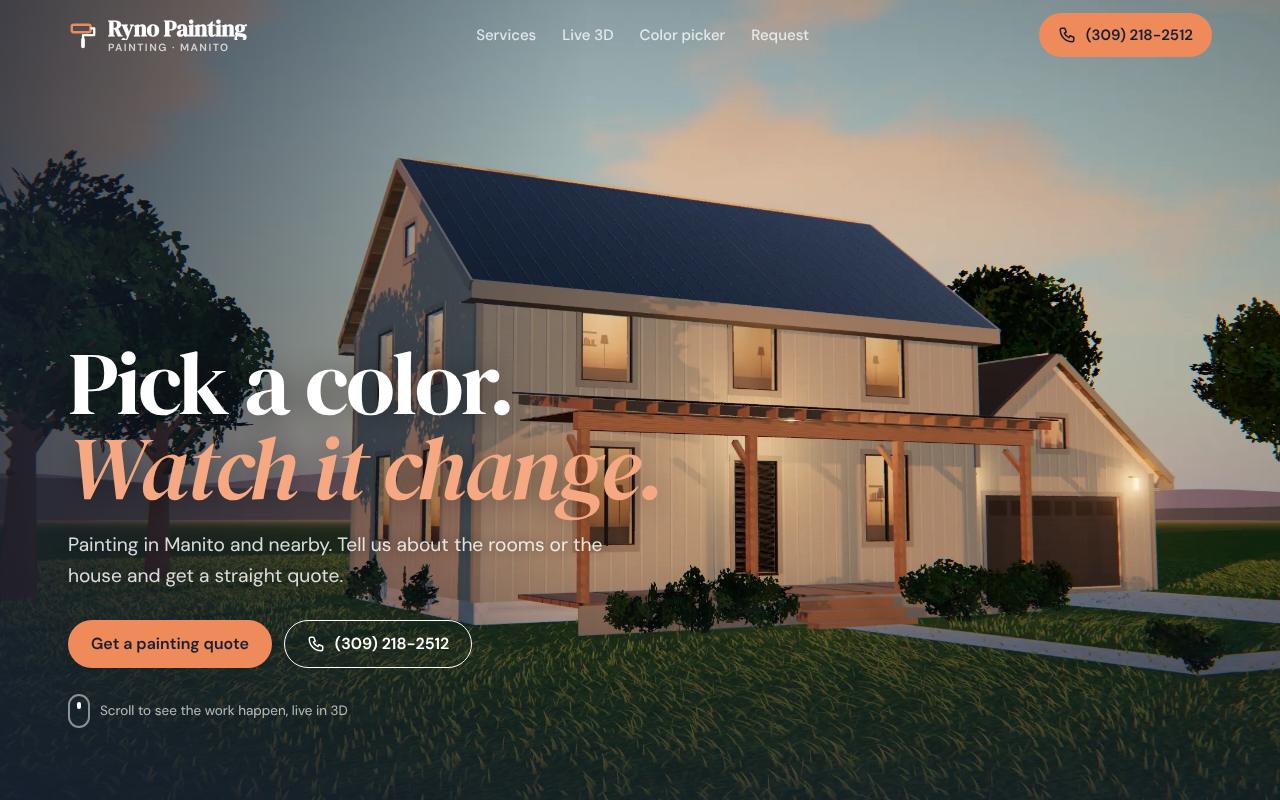 Ryno Painting
PAINTING · MANITO
Services
Live 3D
Color picker
Request
(309) 218-2512
Pick a color.
Watch it change.
Painting in Manito and nearby. Tell us about the rooms or the
house and get a straight quote.
Get a painting quote
(309) 218-2512
Scroll to see the work happen, live in 3D